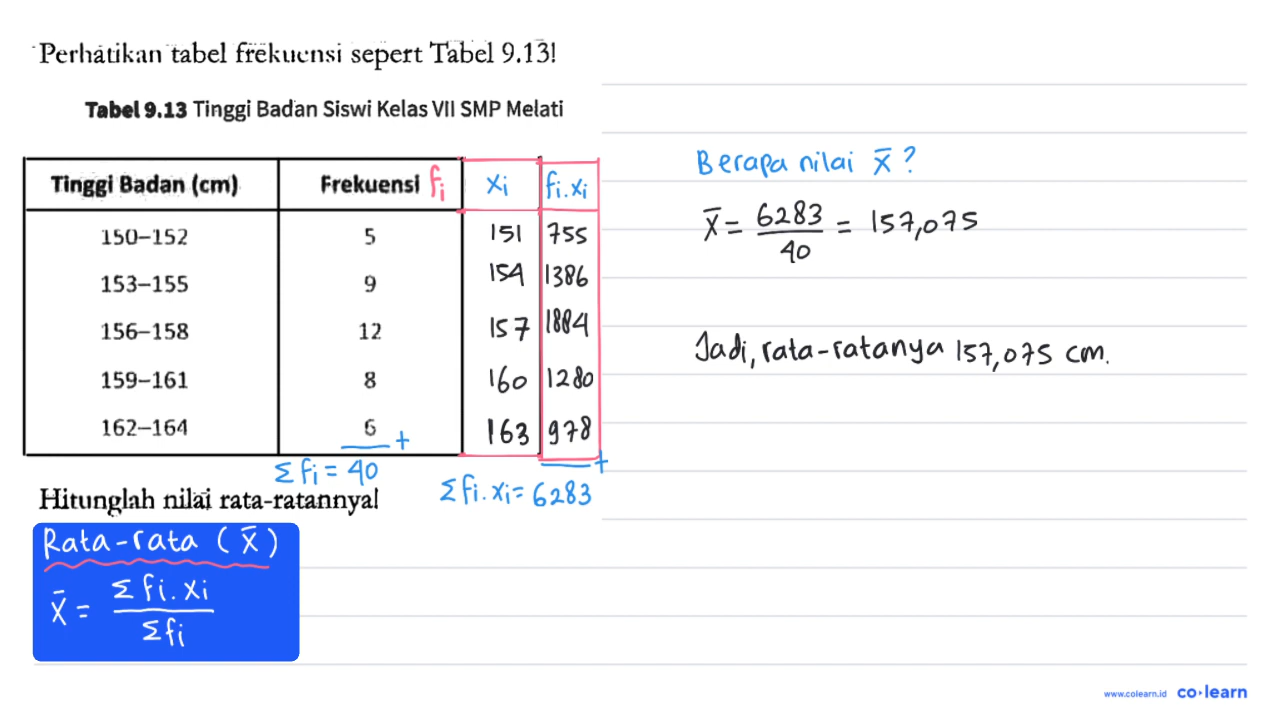 Perhatikan tabel frekuensi sepert Tabel 9.13!
Tabel 9.13 Tinggi Badan Siswi Kelas VII SMP Melati
Tinggi Badan (cm) Frekuensi fi xi fi.xi
150–152 5 151 755
153–155 9 154 1386
156–158 12 157 1884
159–161 8 160 1280
162–164 6 163 978
+ +
Σfi = 40
Σfi.xi = 6283
Hitunglah nilai rata-ratannya!
Rata-rata (x̄)
x̄ = Σfi.xi / Σfi
Berapa nilai x̄?
x̄ = 6283 / 40 = 157,075
Jadi, rata-ratanya 157,075 cm.
www.colearn.id co·learn